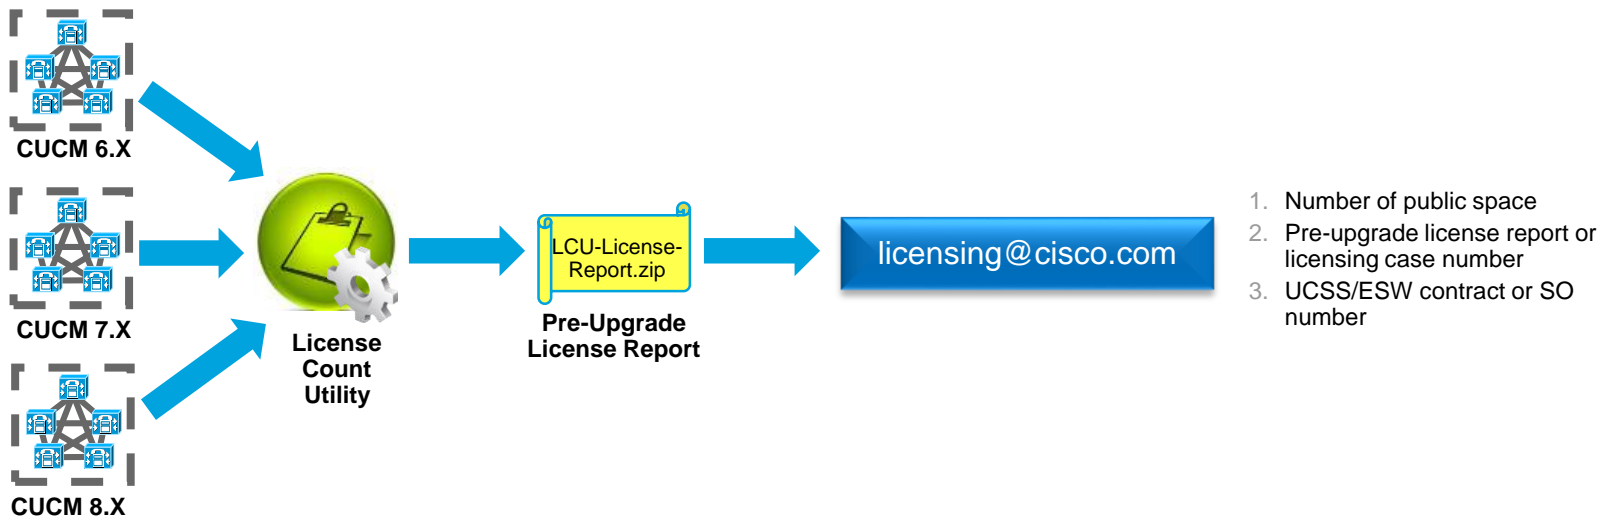 CUCM 6.X
CUCM 7.X
CUCM 8.X
License
Count
Utility
LCU-License-
Report.zip
Pre-Upgrade
License Report
licensing@cisco.com
1. Number of public space
2. Pre-upgrade license report or
licensing case number
3. UCSS/ESW contract or SO
number